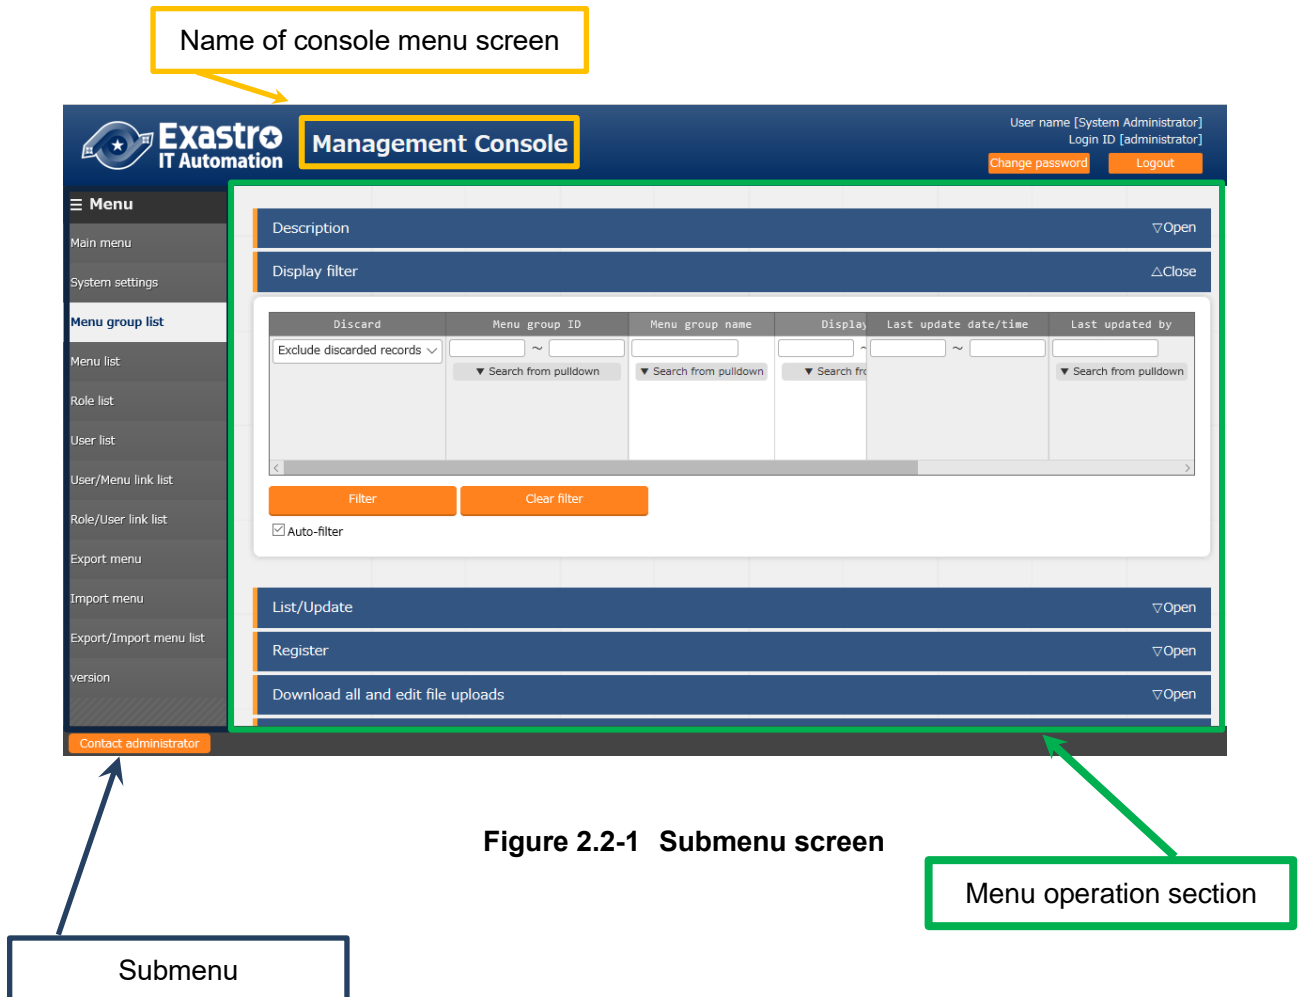 Name of console menu screen
Exastro
IT Automation
Management Console
User name [System Administrator]
Login ID [administrator]
Change password
Logout
☰ Menu
Main menu
System settings
Menu group list
Menu list
Role list
User list
User/Menu link list
Role/User link list
Export menu
Import menu
Export/Import menu list
version
Contact administrator
Description ▽Open
Display filter △Close
Discard Menu group ID Menu group name Display Last update date/time Last updated by
Exclude discarded records ～ ～ ～
▼ Search from pulldown ▼ Search from pulldown ▼ Search fro ▼ Search from pulldown
Filter Clear filter
Auto-filter
List/Update ▽Open
Register ▽Open
Download all and edit file uploads ▽Open
Figure 2.2-1 Submenu screen
Menu operation section
Submenu